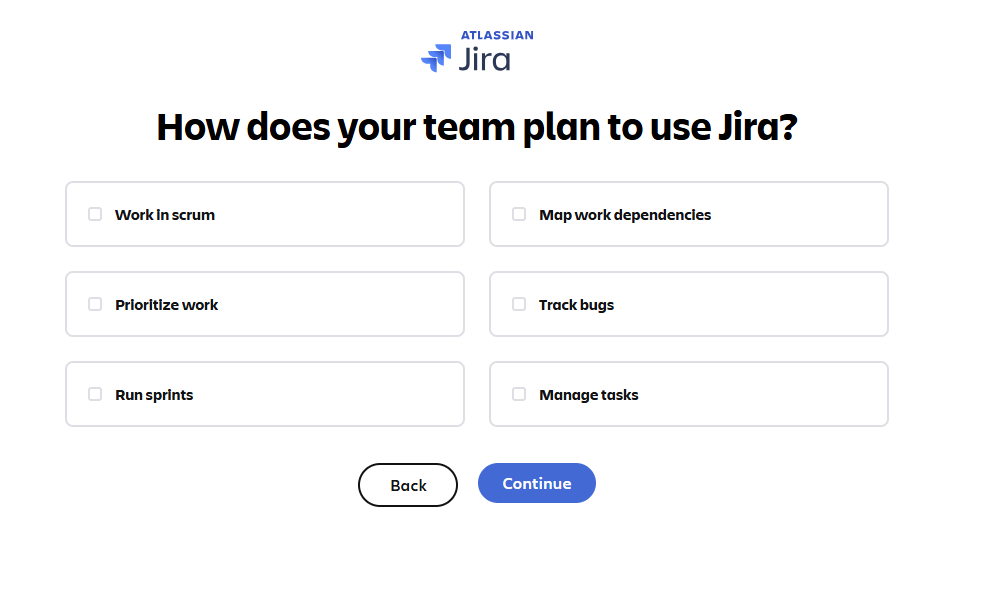 ATLASSIAN
Jira
How does your team plan to use Jira?
Work in scrum
Map work dependencies
Prioritize work
Track bugs
Run sprints
Manage tasks
Back
Continue